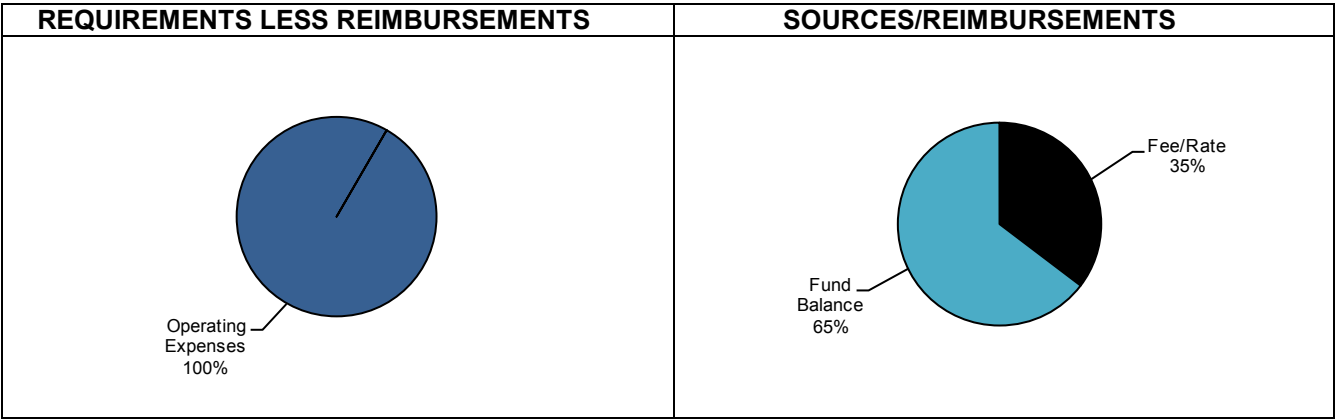 REQUIREMENTS LESS REIMBURSEMENTS
SOURCES/REIMBURSEMENTS
Operating
Expenses
100%
Fee/Rate
35%
Fund
Balance
65%